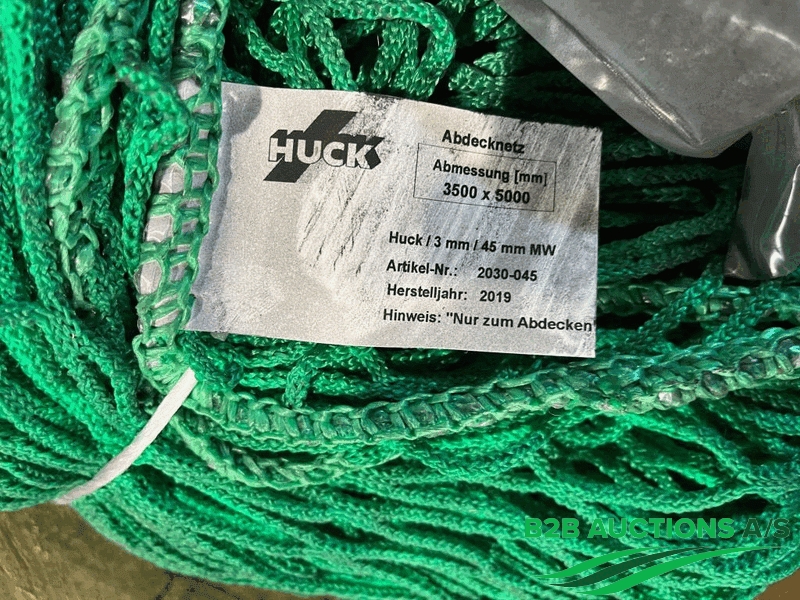 HUCK
Abdecknetz
Abmessung [mm]
3500 x 5000
Huck / 3 mm / 45 mm MW
Artikel-Nr.: 2030-045
Herstelljahr: 2019
Hinweis: "Nur zum Abdecken
B2B AUCTIONS A/S